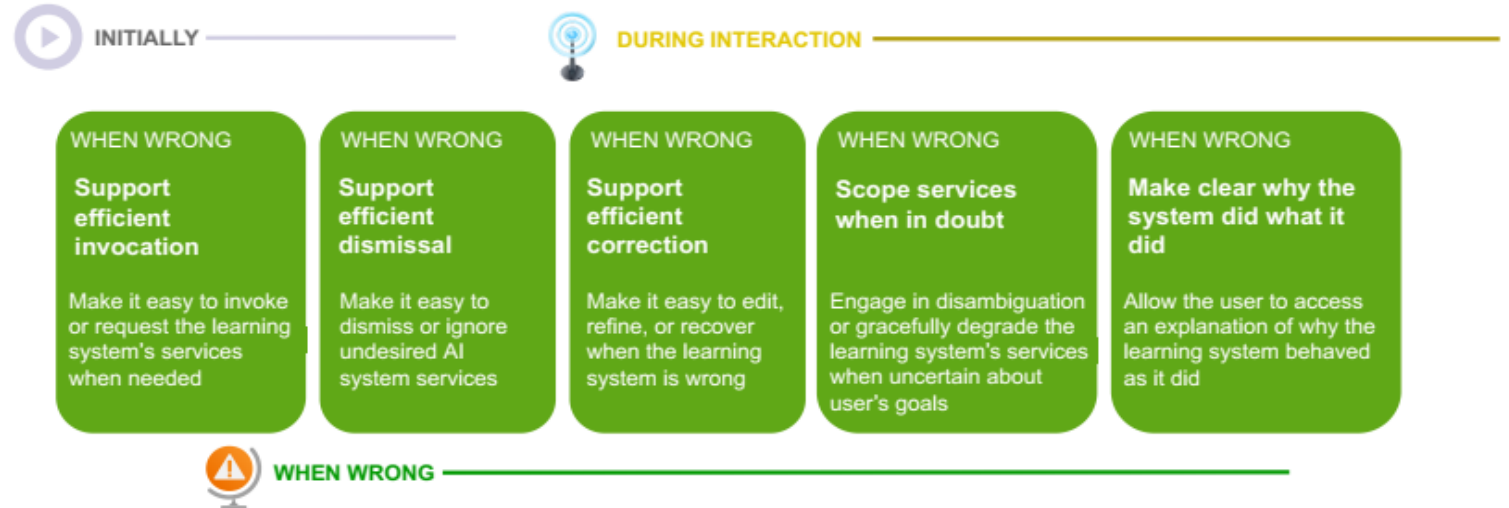 INITIALLY
DURING INTERACTION
WHEN WRONG
Support
efficient
invocation
Make it easy to invoke
or request the learning
system's services
when needed
WHEN WRONG
Support
efficient
dismissal
Make it easy to
dismiss or ignore
undesired AI
system services
WHEN WRONG
Support
efficient
correction
Make it easy to edit,
refine, or recover
when the learning
system is wrong
WHEN WRONG
Scope services
when in doubt
Engage in disambiguation
or gracefully degrade the
learning system's services
when uncertain about
user's goals
WHEN WRONG
Make clear why the
system did what it
did
Allow the user to access
an explanation of why the
learning system behaved
as it did
WHEN WRONG